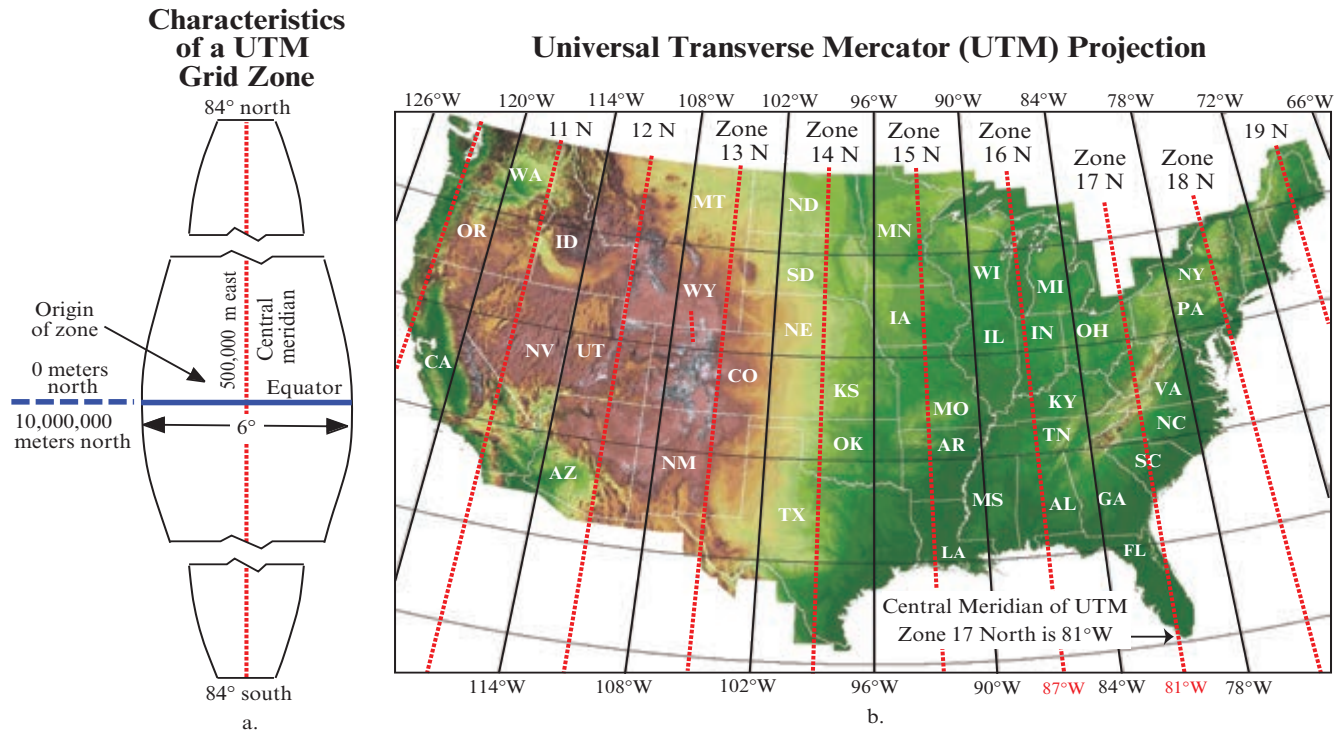 Characteristics
of a UTM
Grid Zone
84° north
Origin
of zone
500,000 m east
Central
meridian
0 meters
north
Equator
10,000,000
meters north
6°
84° south
a.
Universal Transverse Mercator (UTM) Projection
126°W 120°W 114°W 108°W 102°W 96°W 90°W 84°W 78°W 72°W 66°W
11 N
12 N
Zone
13 N
Zone
14 N
Zone
15 N
Zone
16 N
Zone
17 N
Zone
18 N
19 N
WA
MT
ND
OR
ID
MN
SD
WI
MI
NY
WY
PA
NE
IA
IL
IN
OH
CA
NV
UT
CO
KS
VA
MO
KY
NC
OK
AR
TN
SC
AZ
NM
MS
AL
GA
TX
LA
FL
Central Meridian of UTM
Zone 17 North is 81°W
114°W 108°W 102°W 96°W 90°W 87°W 84°W 81°W 78°W
b.